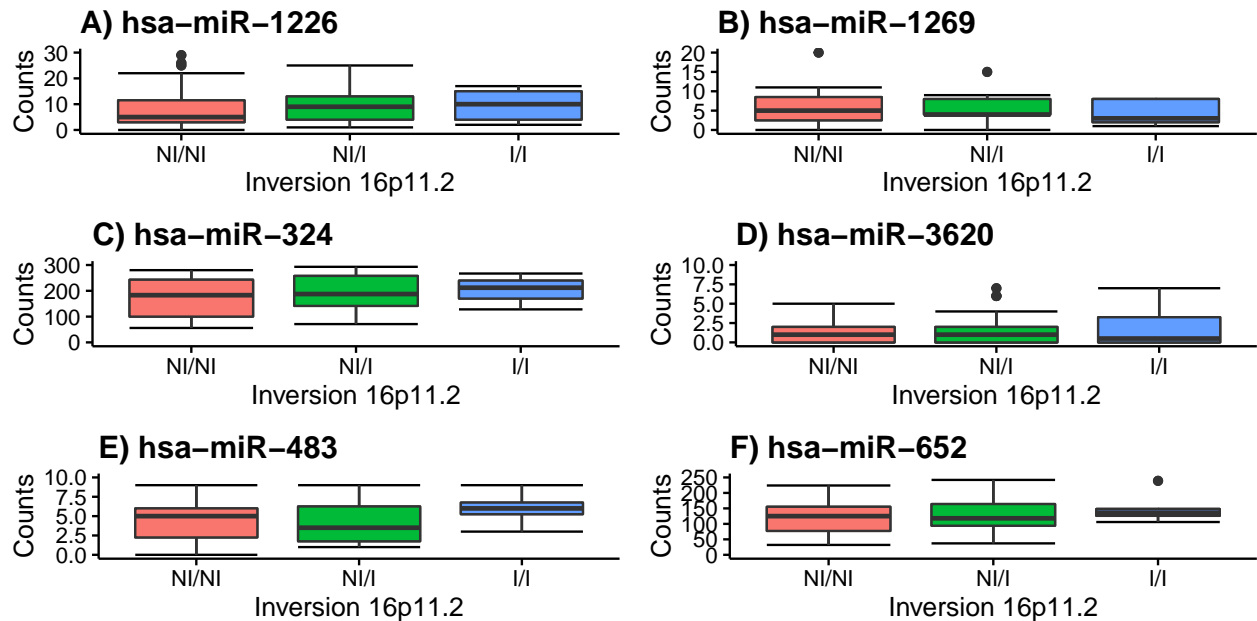 A) hsa−miR−1226
Counts
30
20
10
0
NI/NI NI/I I/I
Inversion 16p11.2
B) hsa−miR−1269
Counts
20
15
10
5
0
NI/NI NI/I I/I
Inversion 16p11.2
C) hsa−miR−324
Counts
300
200
100
0
NI/NI NI/I I/I
Inversion 16p11.2
D) hsa−miR−3620
Counts
10.0
7.5
5.0
2.5
0.0
NI/NI NI/I I/I
Inversion 16p11.2
E) hsa−miR−483
Counts
10.0
7.5
5.0
2.5
0.0
NI/NI NI/I I/I
Inversion 16p11.2
F) hsa−miR−652
Counts
250
200
150
100
50
0
NI/NI NI/I I/I
Inversion 16p11.2